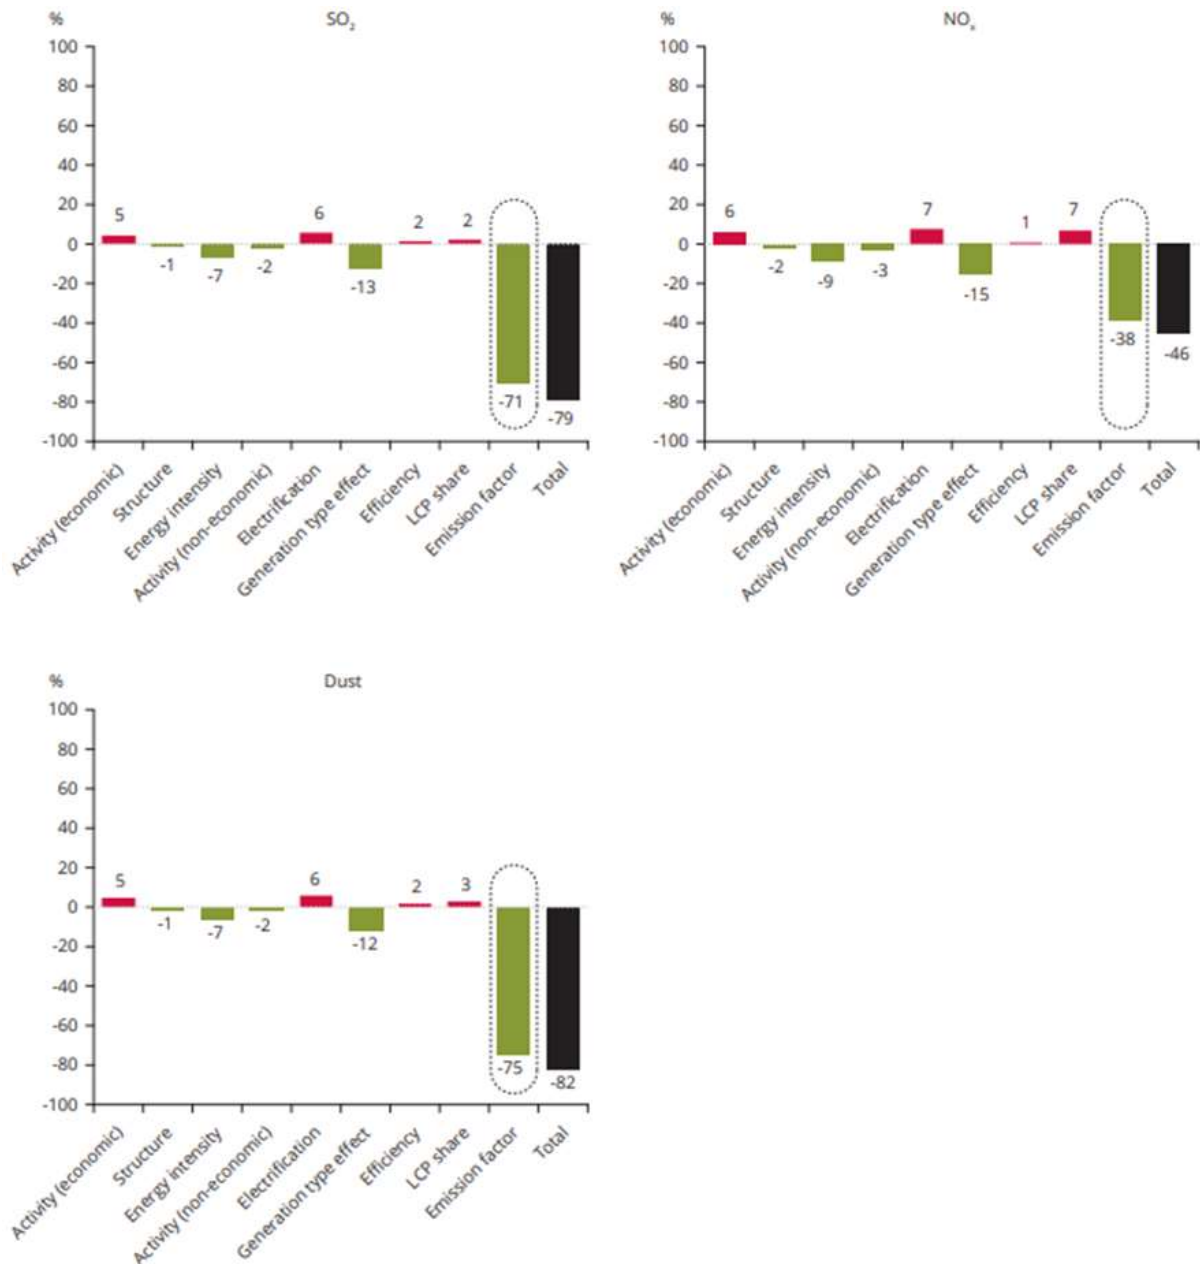 % SO₂
100
80
60
40
20
0
-20
-40
-60
-80
-100
5
-1
-7
-2
6
-13
2
2
-71
-79
Activity (economic)
Structure
Energy intensity
Activity (non-economic)
Electrification
Generation type effect
Efficiency
LCP share
Emission factor
Total
% NOₓ
100
80
60
40
20
0
-20
-40
-60
-80
-100
6
-2
-9
-3
7
-15
1
7
-38
-46
Activity (economic)
Structure
Energy intensity
Activity (non-economic)
Electrification
Generation type effect
Efficiency
LCP share
Emission factor
Total
% Dust
100
80
60
40
20
0
-20
-40
-60
-80
-100
5
-1
-7
-2
6
-12
2
3
-75
-82
Activity (economic)
Structure
Energy intensity
Activity (non-economic)
Electrification
Generation type effect
Efficiency
LCP share
Emission factor
Total